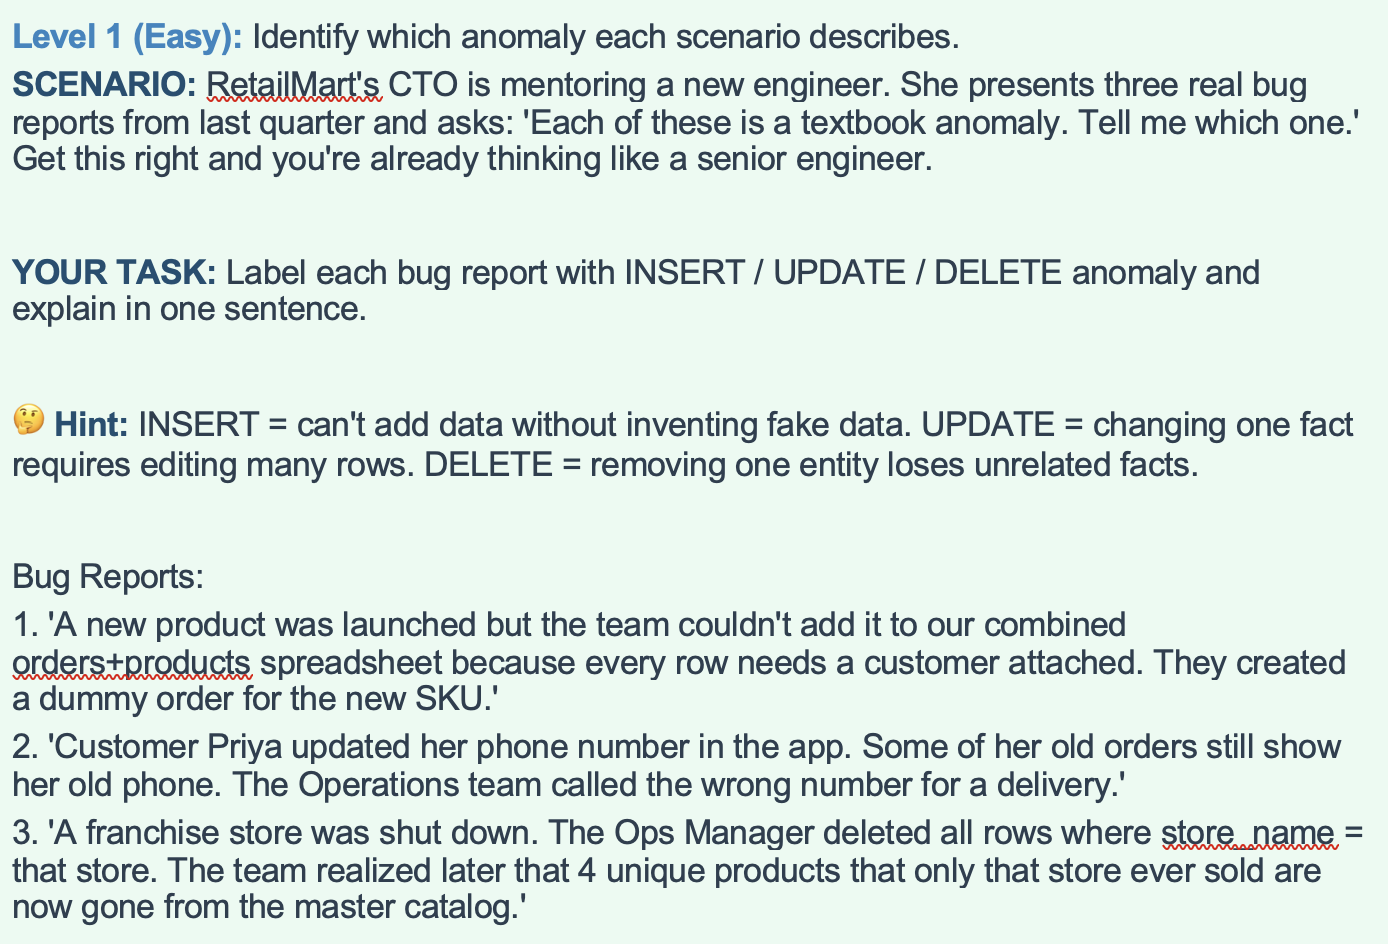 Level 1 (Easy): Identify which anomaly each scenario describes.
SCENARIO: RetailMart's CTO is mentoring a new engineer. She presents three real bug
reports from last quarter and asks: 'Each of these is a textbook anomaly. Tell me which one.'
Get this right and you're already thinking like a senior engineer.
YOUR TASK: Label each bug report with INSERT / UPDATE / DELETE anomaly and
explain in one sentence.
🤔 Hint: INSERT = can't add data without inventing fake data. UPDATE = changing one fact
requires editing many rows. DELETE = removing one entity loses unrelated facts.
Bug Reports:
1. 'A new product was launched but the team couldn't add it to our combined
orders+products spreadsheet because every row needs a customer attached. They created
a dummy order for the new SKU.'
2. 'Customer Priya updated her phone number in the app. Some of her old orders still show
her old phone. The Operations team called the wrong number for a delivery.'
3. 'A franchise store was shut down. The Ops Manager deleted all rows where store_name =
that store. The team realized later that 4 unique products that only that store ever sold are
now gone from the master catalog.'